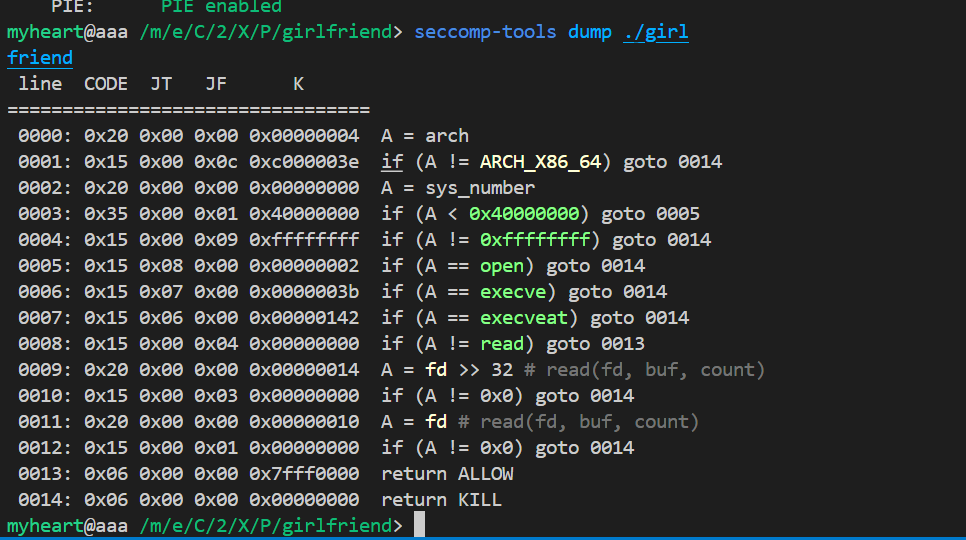 PIE:      PIE enabled
myheart@aaa /m/e/C/2/X/P/girlfriend> seccomp-tools dump ./girl
friend
 line  CODE  JT   JF      K
=================================
 0000: 0x20 0x00 0x00 0x00000004  A = arch
 0001: 0x15 0x00 0x0c 0xc000003e  if (A != ARCH_X86_64) goto 0014
 0002: 0x20 0x00 0x00 0x00000000  A = sys_number
 0003: 0x35 0x00 0x01 0x40000000  if (A < 0x40000000) goto 0005
 0004: 0x15 0x00 0x09 0xffffffff  if (A != 0xffffffff) goto 0014
 0005: 0x15 0x08 0x00 0x00000002  if (A == open) goto 0014
 0006: 0x15 0x07 0x00 0x0000003b  if (A == execve) goto 0014
 0007: 0x15 0x06 0x00 0x00000142  if (A == execveat) goto 0014
 0008: 0x15 0x00 0x04 0x00000000  if (A != read) goto 0013
 0009: 0x20 0x00 0x00 0x00000014  A = fd >> 32 # read(fd, buf, count)
 0010: 0x15 0x00 0x03 0x00000000  if (A != 0x0) goto 0014
 0011: 0x20 0x00 0x00 0x00000010  A = fd # read(fd, buf, count)
 0012: 0x15 0x00 0x01 0x00000000  if (A != 0x0) goto 0014
 0013: 0x06 0x00 0x00 0x7fff0000  return ALLOW
 0014: 0x06 0x00 0x00 0x00000000  return KILL
myheart@aaa /m/e/C/2/X/P/girlfriend>